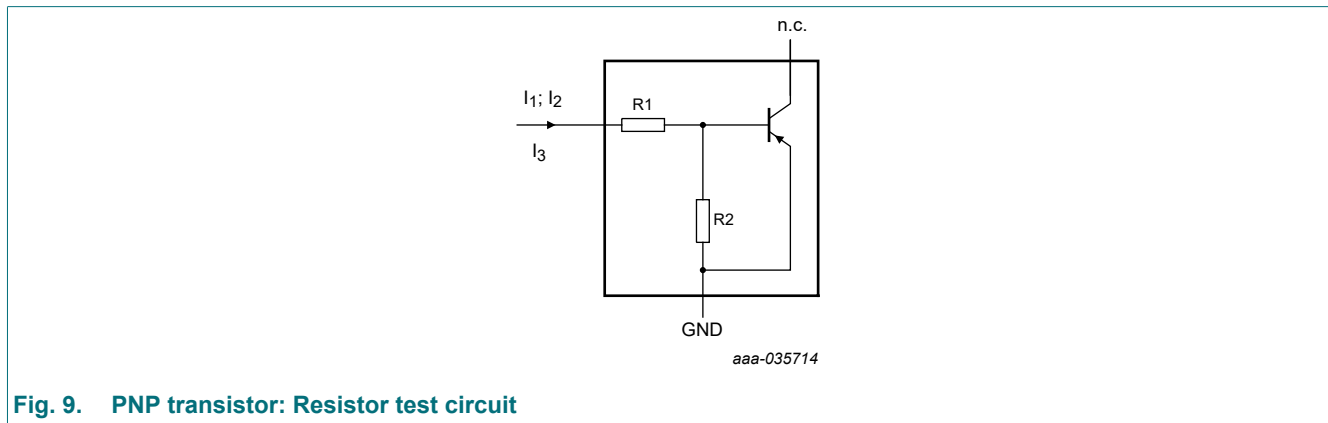 n.c.
I1; I2
R1
I3
R2
GND
aaa-035714
Fig. 9. PNP transistor: Resistor test circuit